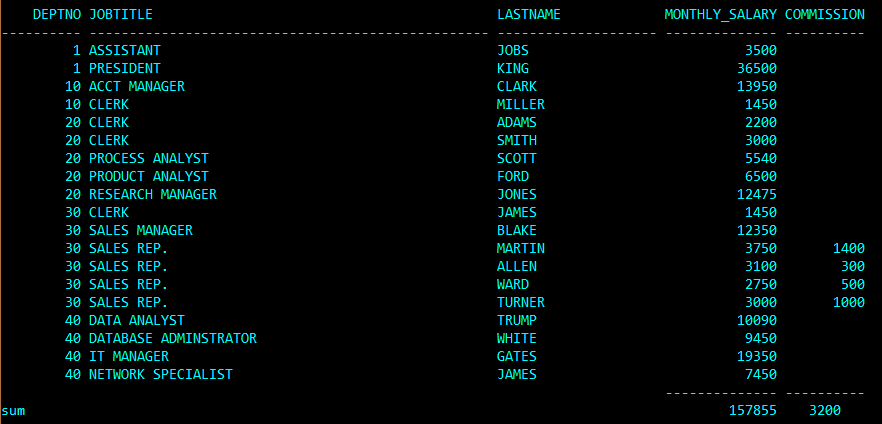 DEPTNO JOBTITLE LASTNAME MONTHLY_SALARY COMMISSION
---------- -------------------------------------------------- -------------------- -------------- ----------
1 ASSISTANT JOBS 3500
1 PRESIDENT KING 36500
10 ACCT MANAGER CLARK 13950
10 CLERK MILLER 1450
20 CLERK ADAMS 2200
20 CLERK SMITH 3000
20 PROCESS ANALYST SCOTT 5540
20 PRODUCT ANALYST FORD 6500
20 RESEARCH MANAGER JONES 12475
30 CLERK JAMES 1450
30 SALES MANAGER BLAKE 12350
30 SALES REP. MARTIN 3750 1400
30 SALES REP. ALLEN 3100 300
30 SALES REP. WARD 2750 500
30 SALES REP. TURNER 3000 1000
40 DATA ANALYST TRUMP 10090
40 DATABASE ADMINSTRATOR WHITE 9450
40 IT MANAGER GATES 19350
40 NETWORK SPECIALIST JAMES 7450
-------------- ----------
sum 157855 3200